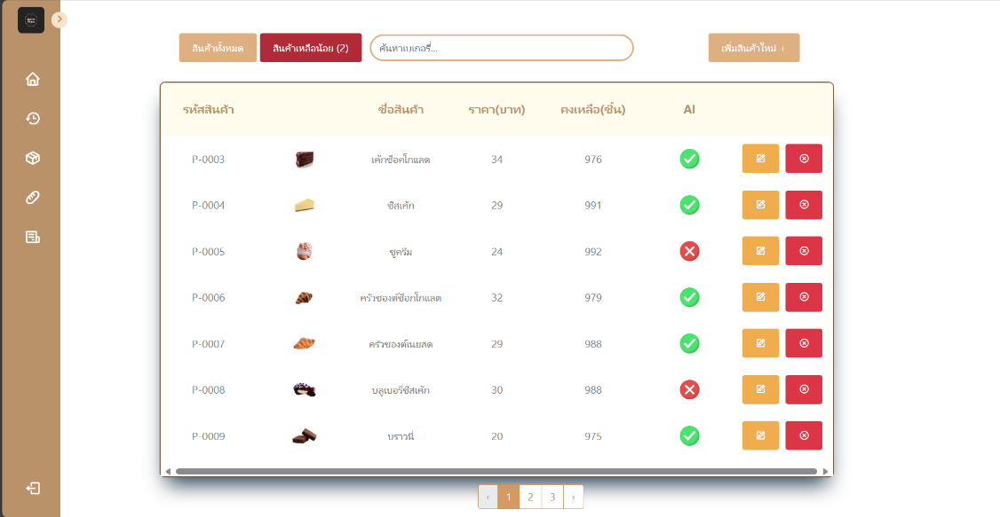 สินค้าทั้งหมด สินค้าเหลือน้อย (2) ค้นหาเบเกอรี่... เพิ่มสินค้าใหม่ +
รหัสสินค้า ชื่อสินค้า ราคา(บาท) คงเหลือ(ชิ้น) AI
P-0003 เค้กช็อคโกแลต 34 976
P-0004 ชีสเค้ก 29 991
P-0005 ชูครีม 24 992
P-0006 ครัวซองต์ช็อกโกแลต 32 979
P-0007 ครัวซองต์เนยสด 29 988
P-0008 บลูเบอรี่ชีสเค้ก 30 988
P-0009 บราวนี่ 20 975
‹ 1 2 3 ›